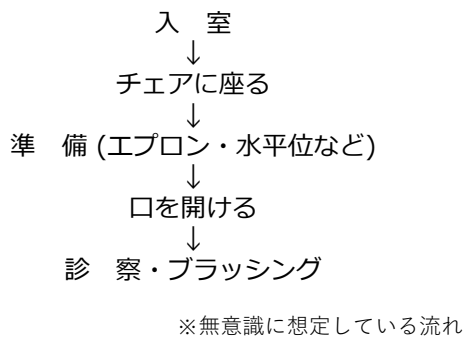 入　室
↓
チェアに座る
↓
準　備 (エプロン・水平位など)
↓
口を開ける
↓
診　察・ブラッシング
※無意識に想定している流れ